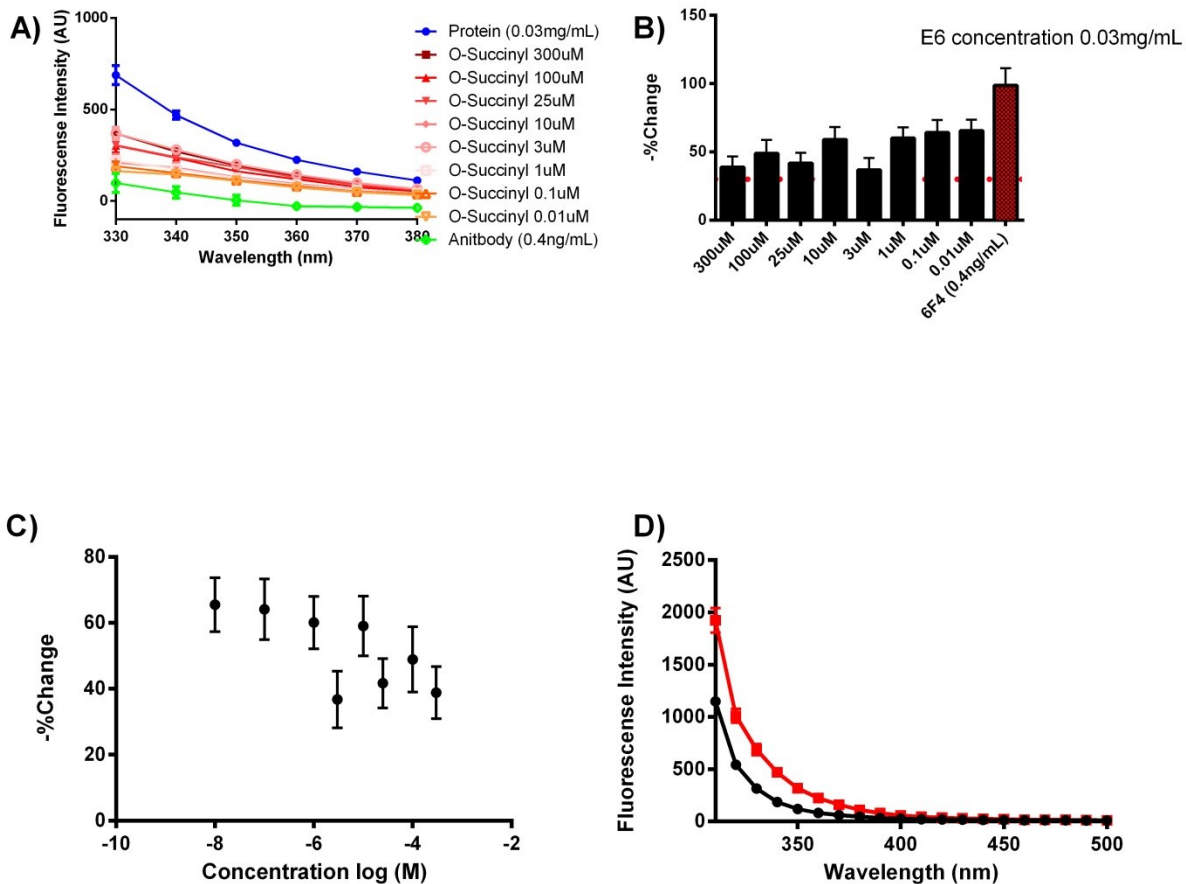 A)
Fluorescense Intensity (AU)
1000
500
0
330 340 350 360 370 380
Wavelength (nm)
Protein (0.03mg/mL)
O-Succinyl 300uM
O-Succinyl 100uM
O-Succinyl 25uM
O-Succinyl 10uM
O-Succinyl 3uM
O-Succinyl 1uM
O-Succinyl 0.1uM
O-Succinyl 0.01uM
Anitbody (0.4ng/mL)
B)
E6 concentration 0.03mg/mL
-%Change
150
100
50
0
300uM 100uM 25uM 10uM 3uM 1uM 0.1uM 0.01uM 6F4 (0.4ng/mL)
C)
-%Change
80
60
40
20
0
-10 -8 -6 -4 -2
Concentration log (M)
D)
Fluorescense Intensity (AU)
2500
2000
1500
1000
500
0
350 400 450 500
Wavelength (nm)